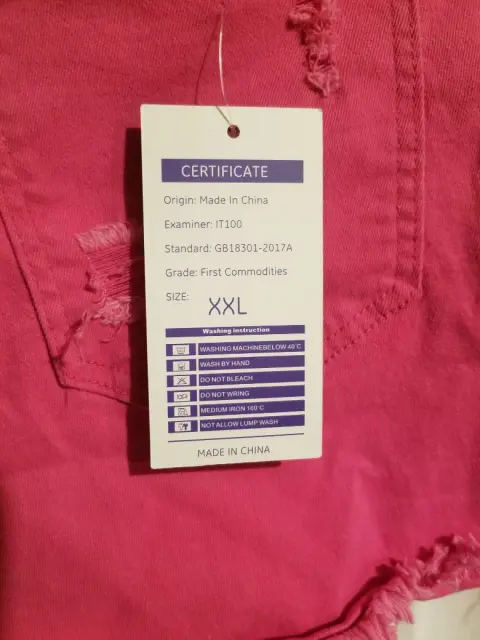 CERTIFICATE
Origin: Made In China
Examiner: IT100
Standard: GB18301-2017A
Grade: First Commodities
SIZE: XXL
Washing instruction
WASHING MACHINEBELOW 40°C
WASH BY HAND
DO NOT BLEACH
DO NOT WRING
MEDIUM IRON 160°C
NOT ALLOW LUMP WASH
MADE IN CHINA